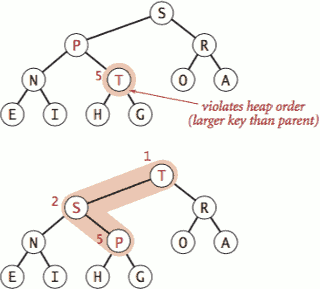 S
P R
N 5 T O A
violates heap order
(larger key than parent)
E I H G
1 T
2 S R
N 5 P O A
E I H G